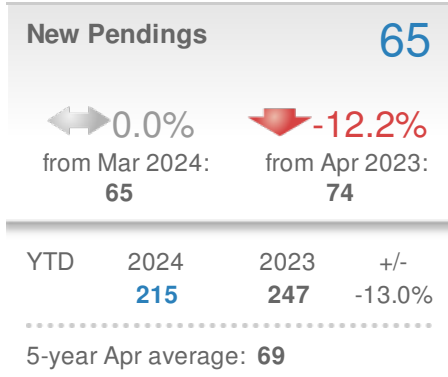 New Pendings 65
0.0% -12.2%
from Mar 2024: from Apr 2023:
65 74
YTD 2024 2023 +/-
215 247 -13.0%
5-year Apr average: 69